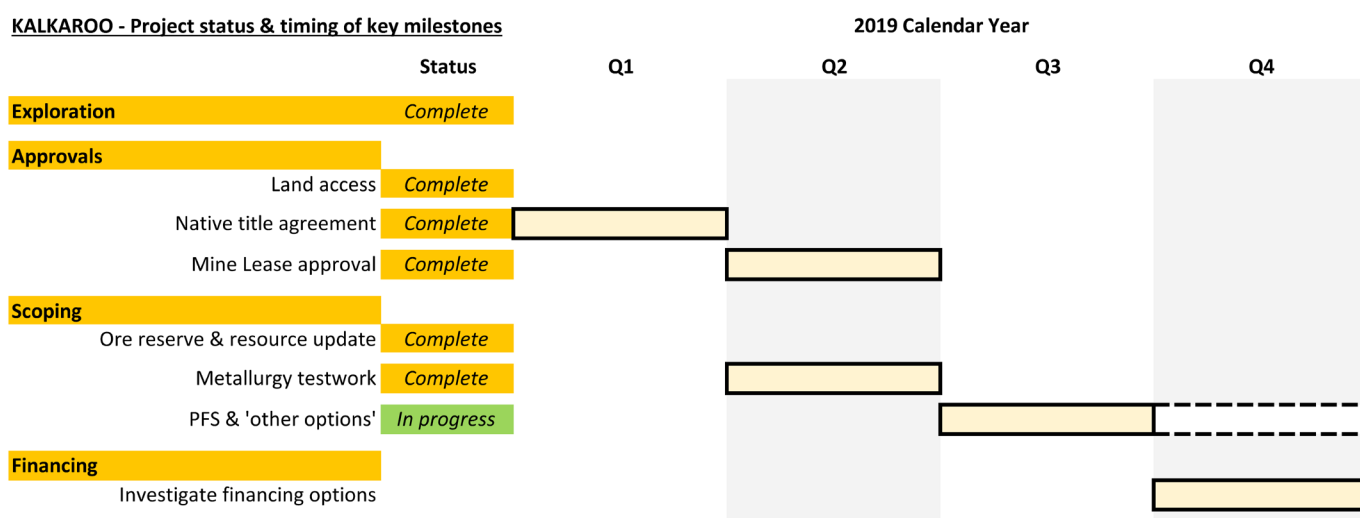 KALKAROO - Project status & timing of key milestones 2019 Calendar Year
Status Q1 Q2 Q3 Q4
Exploration Complete
Approvals
Land access Complete
Native title agreement Complete
Mine Lease approval Complete
Scoping
Ore reserve & resource update Complete
Metallurgy testwork Complete
PFS & 'other options' In progress
Financing
Investigate financing options